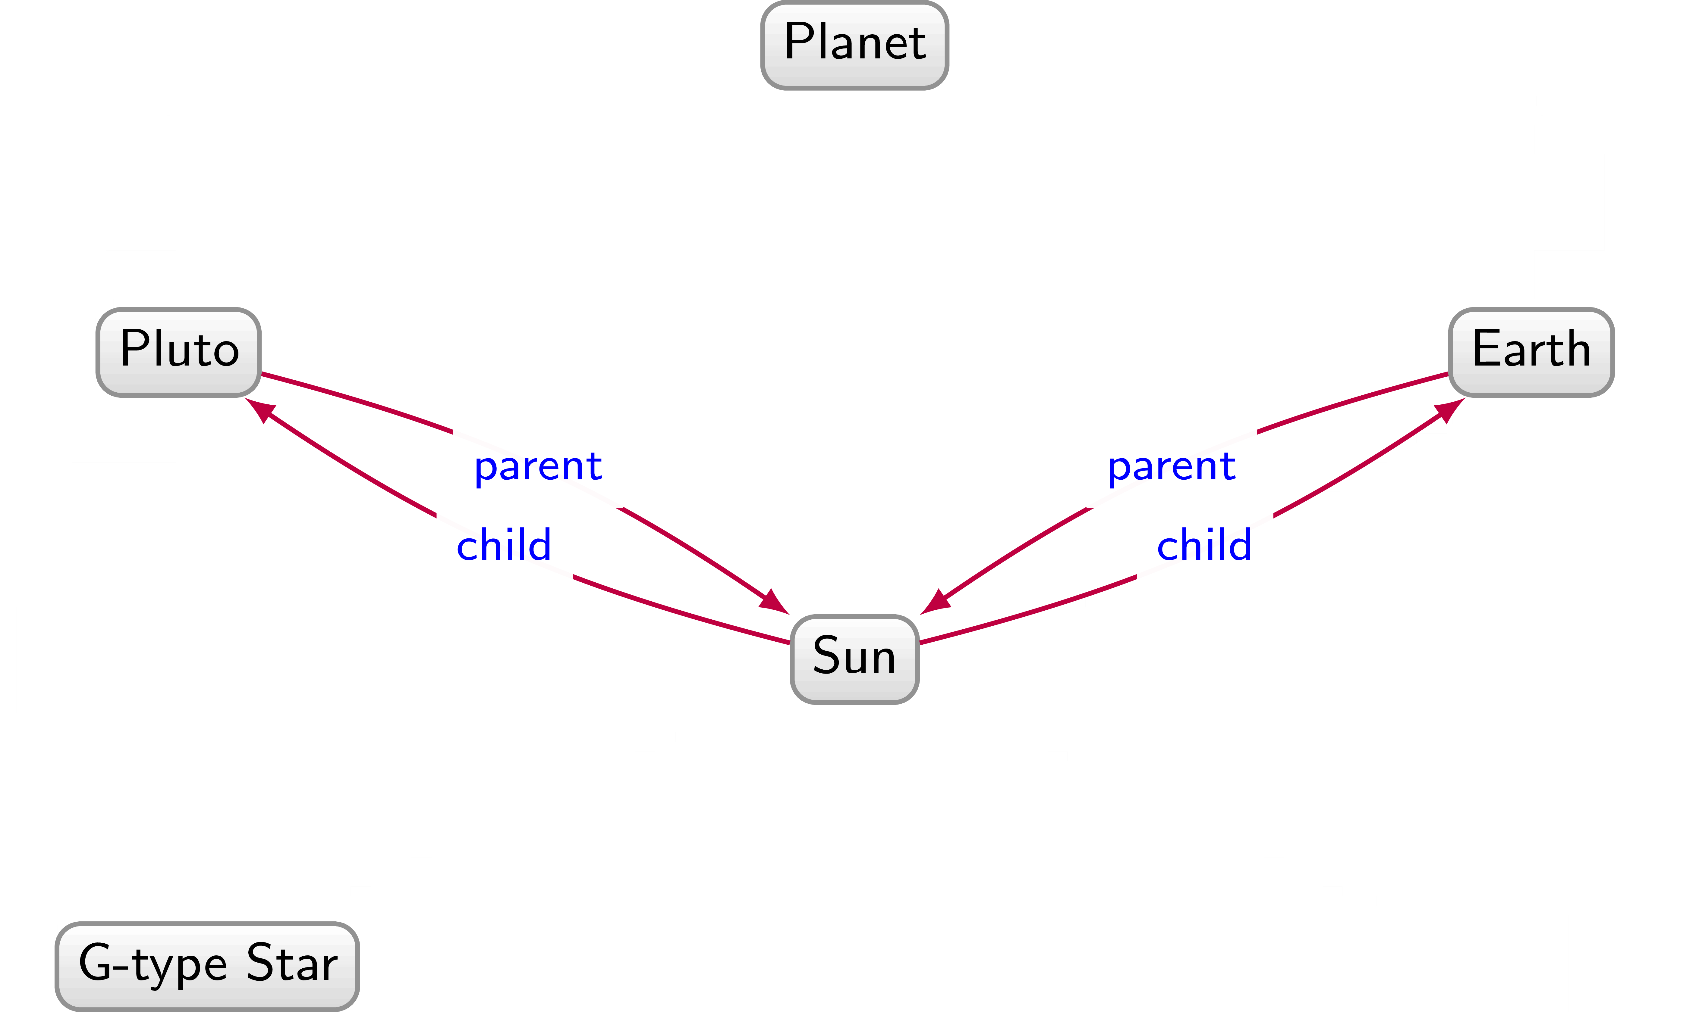 Planet
Pluto
Earth
parent
parent
child
child
Sun
G-type Star